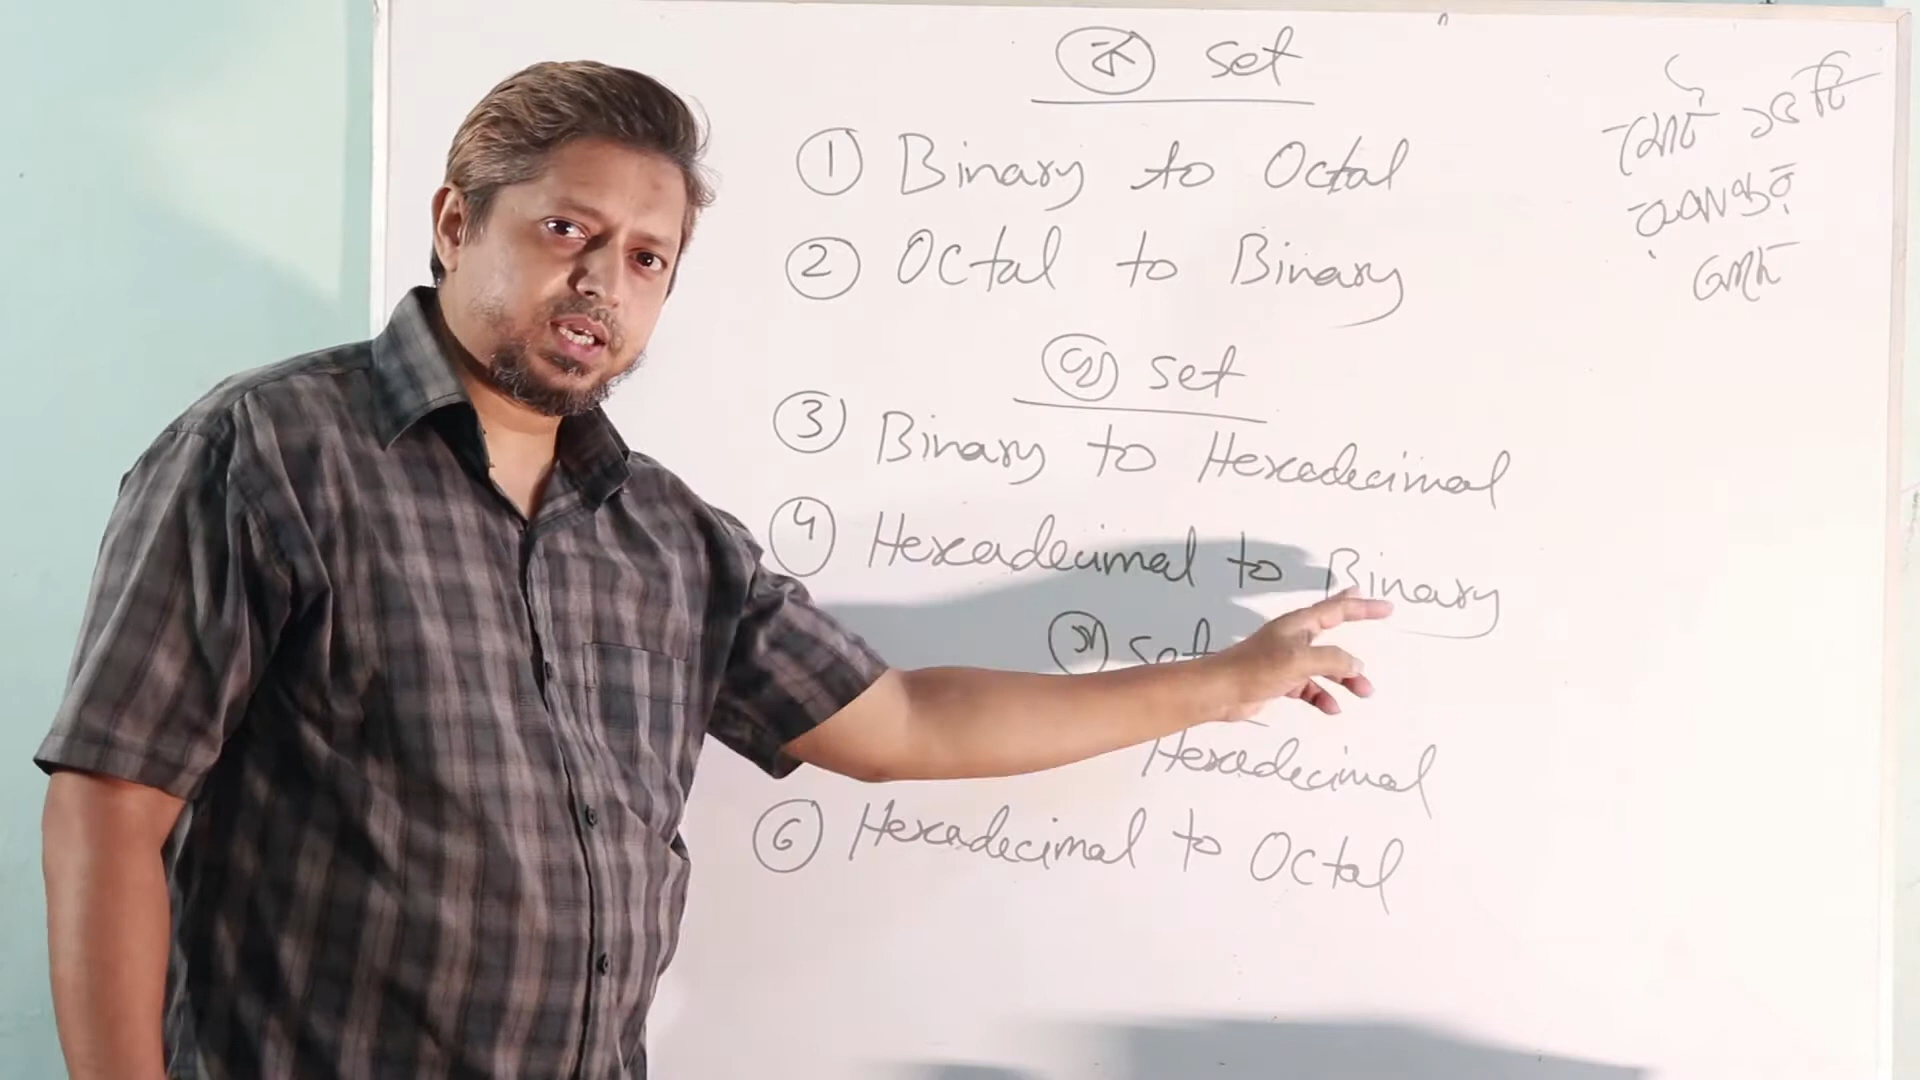 ক set
① Binary to Octal
② Octal to Binary
খ set
③ Binary to Hexadecimal
④ Hexadecimal to Binary
গ set
Hexadecimal
⑥ Hexadecimal to Octal
মোট ১০টি